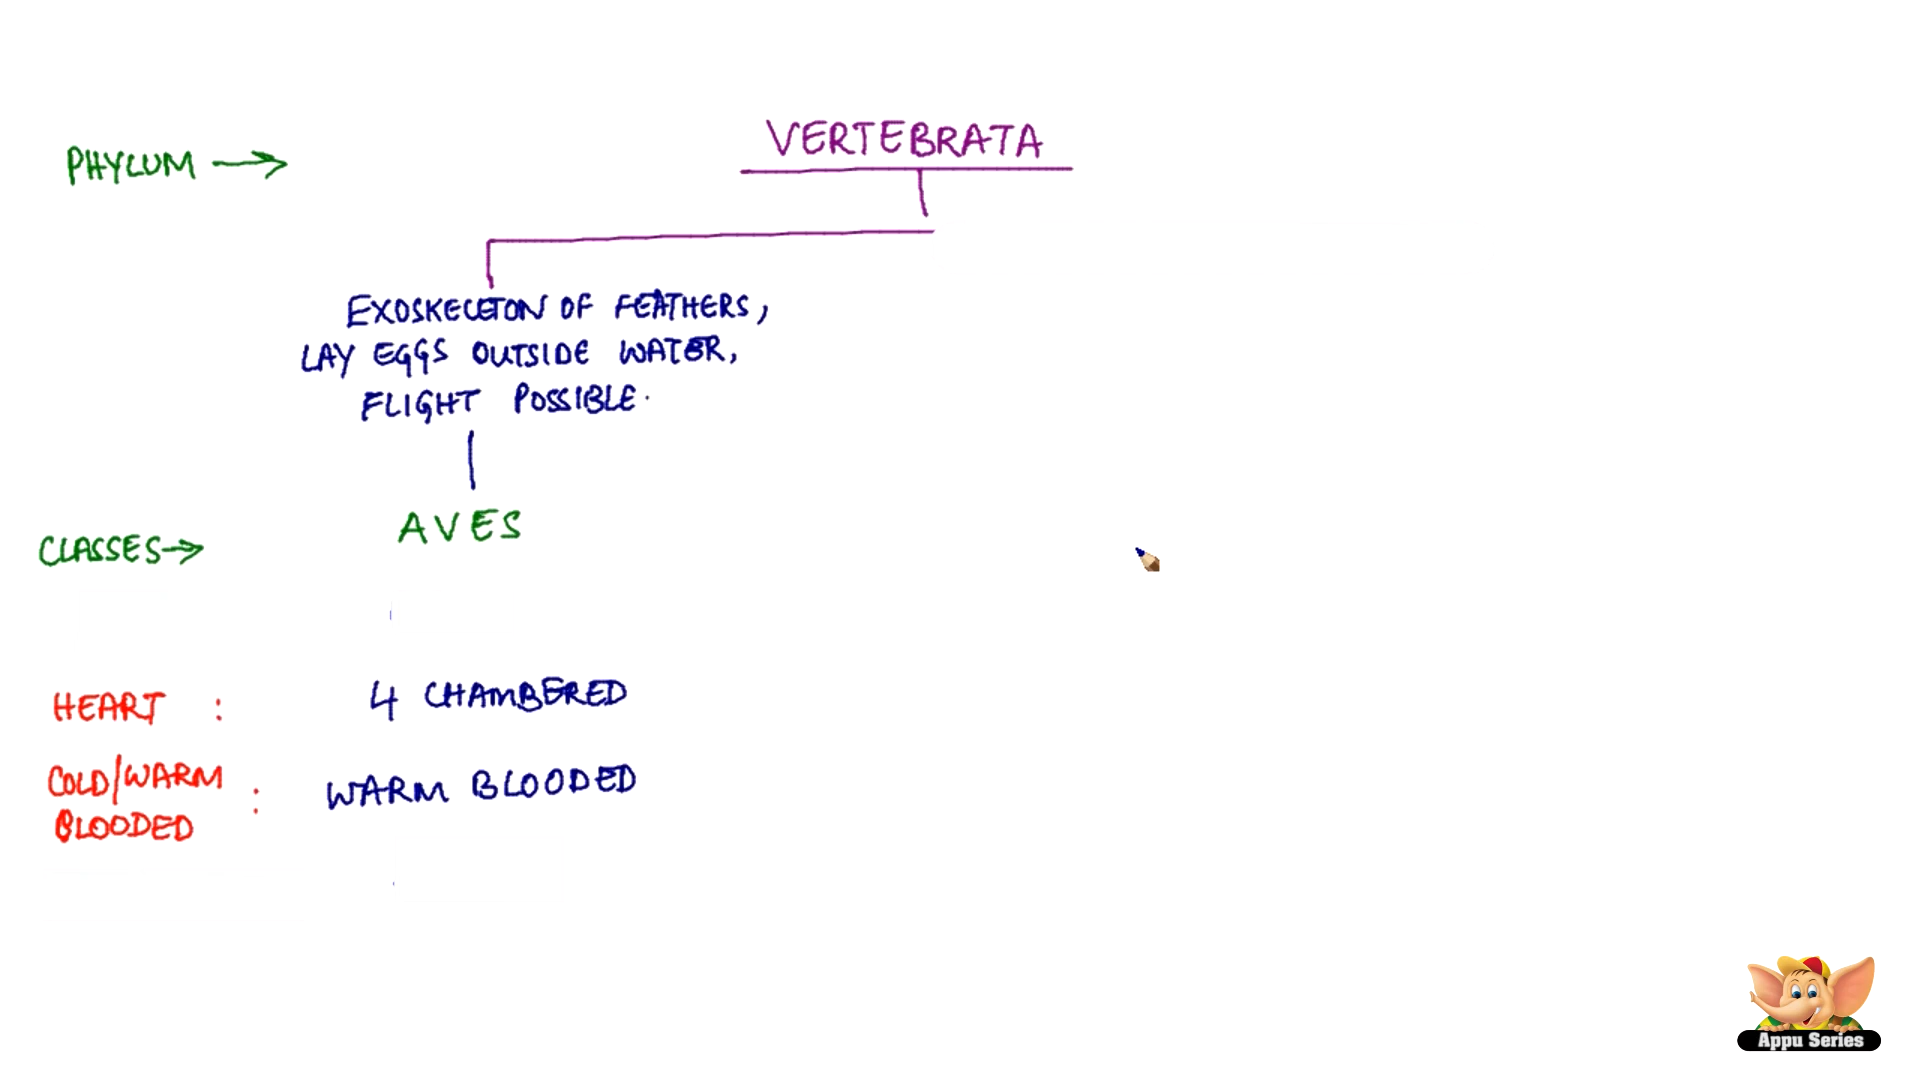 VERTEBRATA
PHYLUM →
EXOSKELETON OF FEATHERS,
LAY EGGS OUTSIDE WATER,
FLIGHT POSSIBLE.
AVES
CLASSES →
HEART : 4 CHAMBERED
COLD/WARM
BLOODED : WARM BLOODED
Appu Series